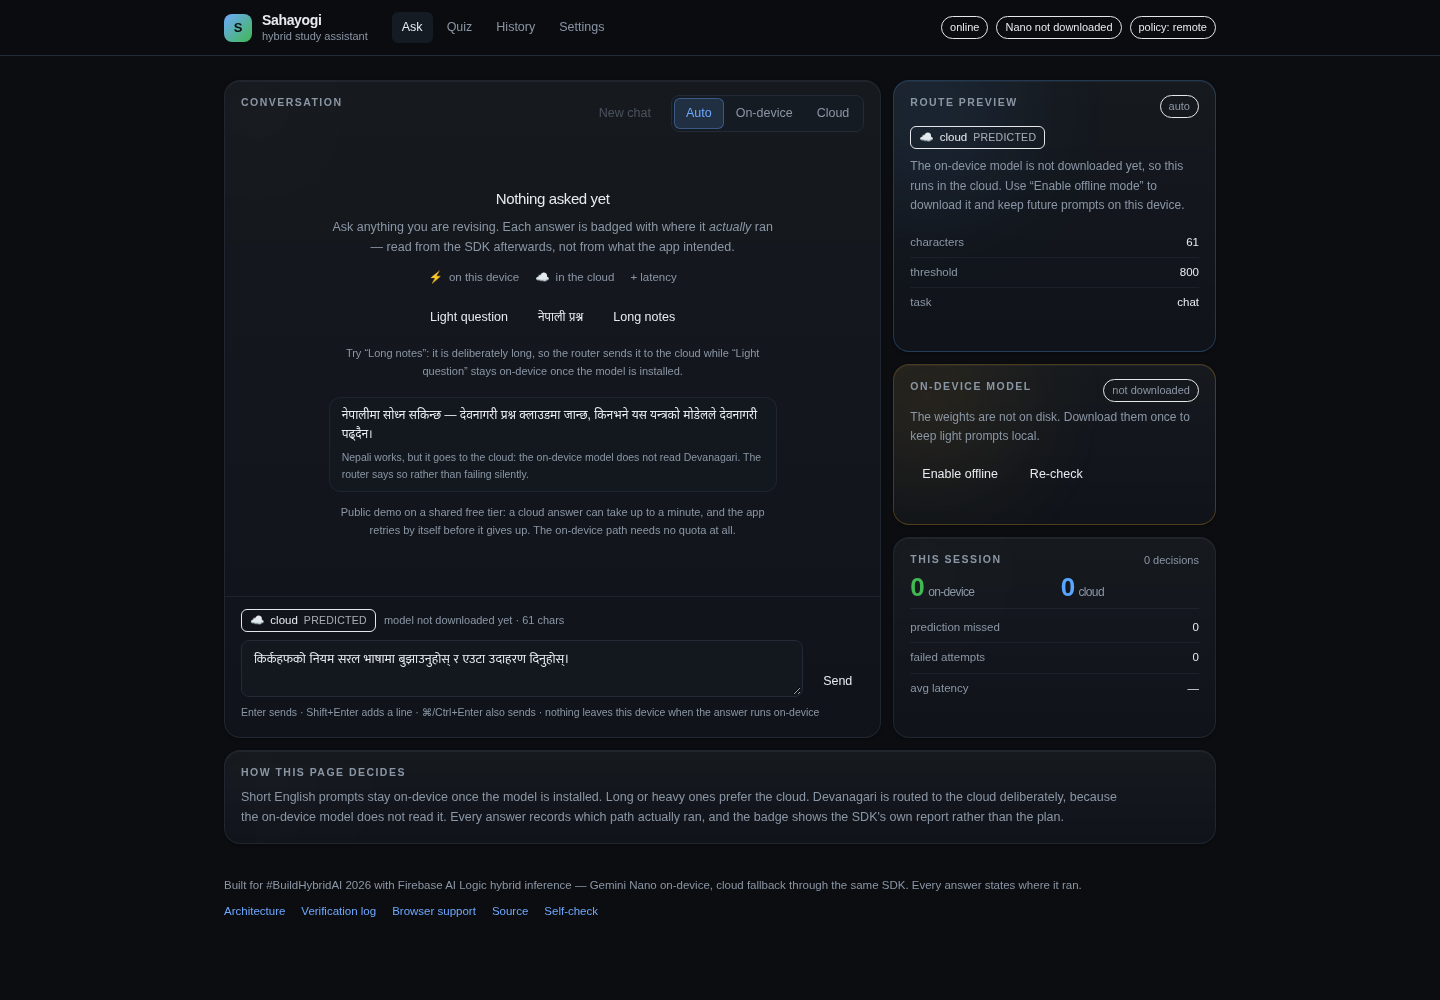 S
Sahayogi
hybrid study assistant
Ask
Quiz
History
Settings
online
Nano not downloaded
policy: remote
CONVERSATION
New chat
Auto
On-device
Cloud
Nothing asked yet
Ask anything you are revising. Each answer is badged with where it actually ran
— read from the SDK afterwards, not from what the app intended.
⚡ on this device
☁️ in the cloud
+ latency
Light question
नेपाली प्रश्न
Long notes
Try “Long notes”: it is deliberately long, so the router sends it to the cloud while “Light
question” stays on-device once the model is installed.
नेपालीमा सोध्न सकिन्छ — देवनागरी प्रश्न क्लाउडमा जान्छ, किनभने यस यन्त्रको मोडेलले देवनागरी
पढ्दैन।
Nepali works, but it goes to the cloud: the on-device model does not read Devanagari. The
router says so rather than failing silently.
Public demo on a shared free tier: a cloud answer can take up to a minute, and the app
retries by itself before it gives up. The on-device path needs no quota at all.
☁️ cloud PREDICTED
model not downloaded yet · 61 chars
किर्कहफको नियम सरल भाषामा बुझाउनुहोस् र एउटा उदाहरण दिनुहोस्।
Send
Enter sends · Shift+Enter adds a line · ⌘/Ctrl+Enter also sends · nothing leaves this device when the answer runs on-device
ROUTE PREVIEW
auto
☁️ cloud PREDICTED
The on-device model is not downloaded yet, so this
runs in the cloud. Use “Enable offline mode” to
download it and keep future prompts on this device.
characters 61
threshold 800
task chat
ON-DEVICE MODEL
not downloaded
The weights are not on disk. Download them once to
keep light prompts local.
Enable offline
Re-check
THIS SESSION
0 decisions
0 on-device
0 cloud
prediction missed 0
failed attempts 0
avg latency —
HOW THIS PAGE DECIDES
Short English prompts stay on-device once the model is installed. Long or heavy ones prefer the cloud. Devanagari is routed to the cloud deliberately, because
the on-device model does not read it. Every answer records which path actually ran, and the badge shows the SDK's own report rather than the plan.
Built for #BuildHybridAI 2026 with Firebase AI Logic hybrid inference — Gemini Nano on-device, cloud fallback through the same SDK. Every answer states where it ran.
Architecture
Verification log
Browser support
Source
Self-check